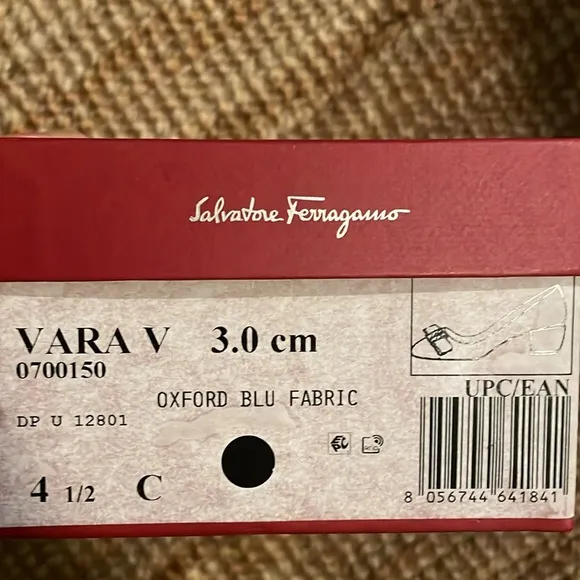 Salvatore Ferragamo
VARA V 3.0 cm
0700150
OXFORD BLU FABRIC
UPC/EAN
DP U 12801
4 1/2 C
8 056744 641841